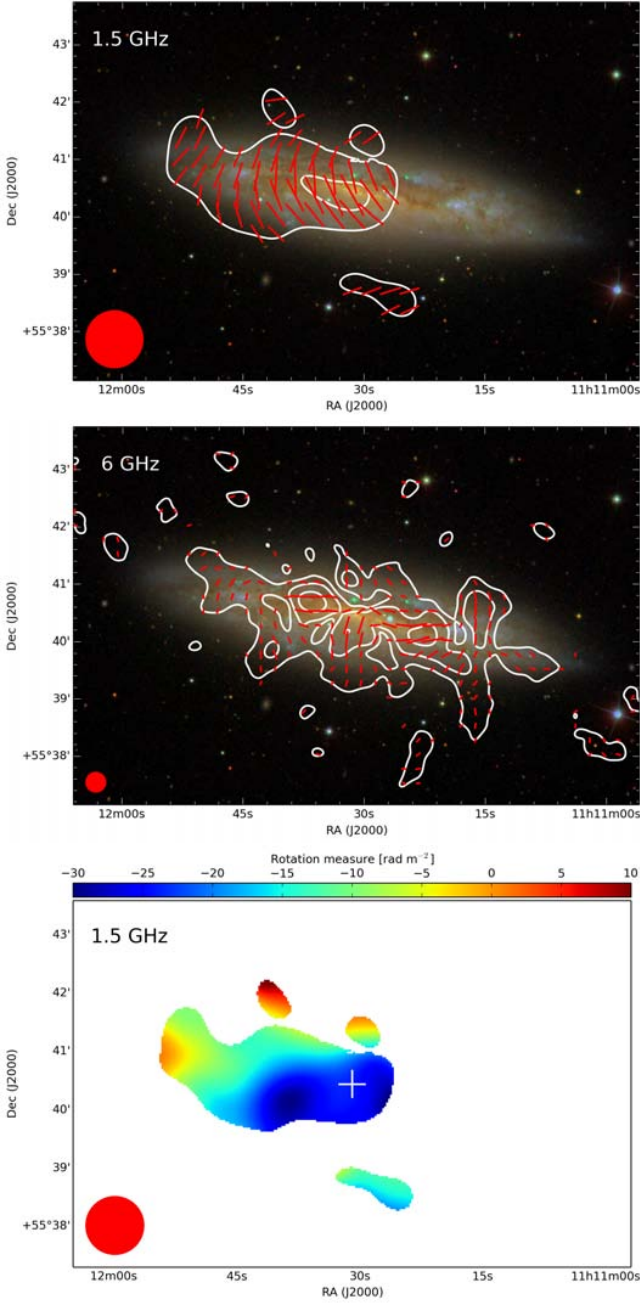 1.5 GHz
43'
42'
41'
40'
39'
+55°38'
Dec (J2000)
12m00s 45s 30s 15s 11h11m00s
RA (J2000)
6 GHz
43'
42'
41'
40'
39'
+55°38'
Dec (J2000)
12m00s 45s 30s 15s 11h11m00s
RA (J2000)
Rotation measure [rad m⁻²]
−30 −25 −20 −15 −10 −5 0 5 10
1.5 GHz
43'
42'
41'
40'
39'
+55°38'
Dec (J2000)
12m00s 45s 30s 15s 11h11m00s
RA (J2000)